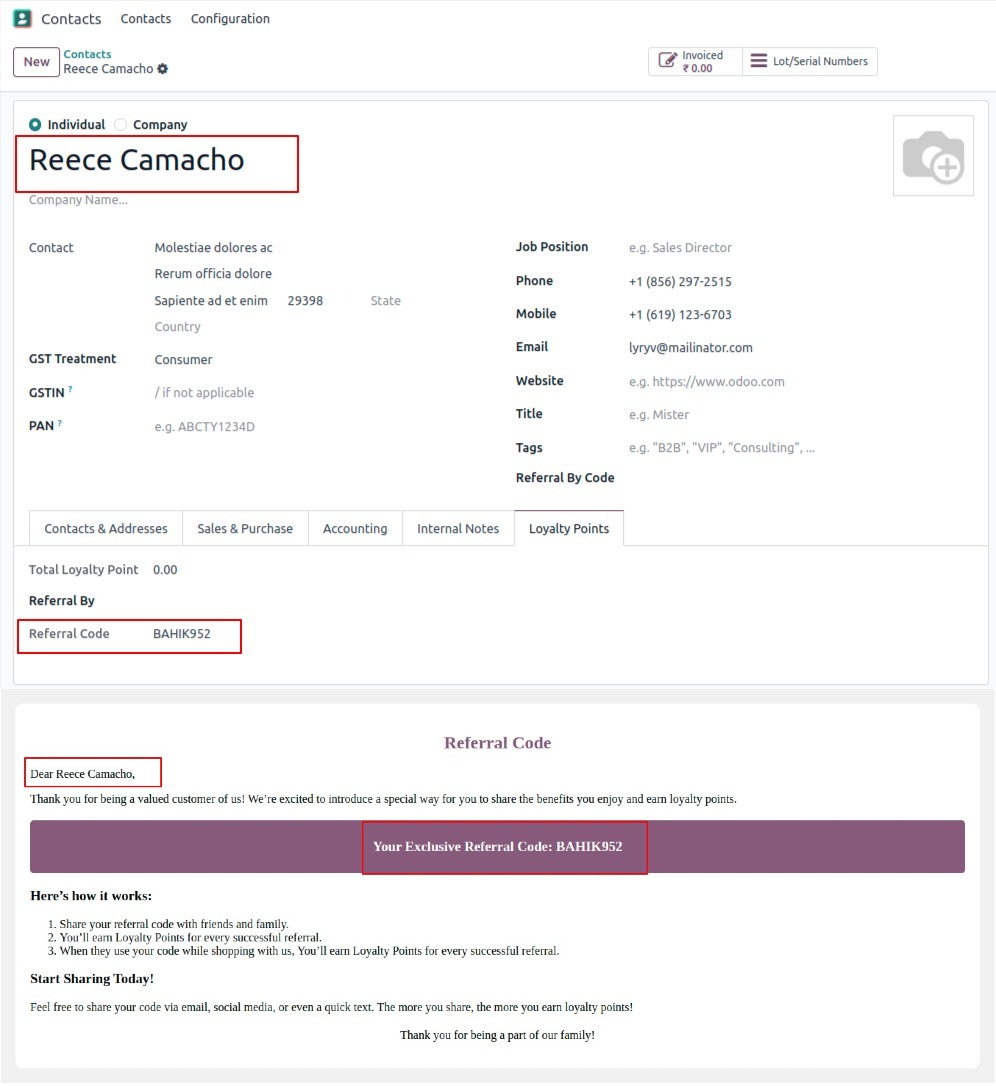 Contacts Contacts Configuration
New
Contacts
Reece Camacho
Invoiced
₹ 0.00
Lot/Serial Numbers
Individual Company
Reece Camacho
Company Name...
Contact Molestiae dolores ac
Rerum officia dolore
Sapiente ad et enim 29398 State
Country
GST Treatment Consumer
GSTIN ? / if not applicable
PAN ? e.g. ABCTY1234D
Job Position e.g. Sales Director
Phone +1 (856) 297-2515
Mobile +1 (619) 123-6703
Email lyryv@mailinator.com
Website e.g. https://www.odoo.com
Title e.g. Mister
Tags e.g. "B2B", "VIP", "Consulting", ...
Referral By Code
Contacts & Addresses Sales & Purchase Accounting Internal Notes Loyalty Points
Total Loyalty Point 0.00
Referral By
Referral Code BAHIK952
Referral Code
Dear Reece Camacho,
Thank you for being a valued customer of us! We’re excited to introduce a special way for you to share the benefits you enjoy and earn loyalty points.
Your Exclusive Referral Code: BAHIK952
Here’s how it works:
1. Share your referral code with friends and family.
2. You’ll earn Loyalty Points for every successful referral.
3. When they use your code while shopping with us, You’ll earn Loyalty Points for every successful referral.
Start Sharing Today!
Feel free to share your code via email, social media, or even a quick text. The more you share, the more you earn loyalty points!
Thank you for being a part of our family!